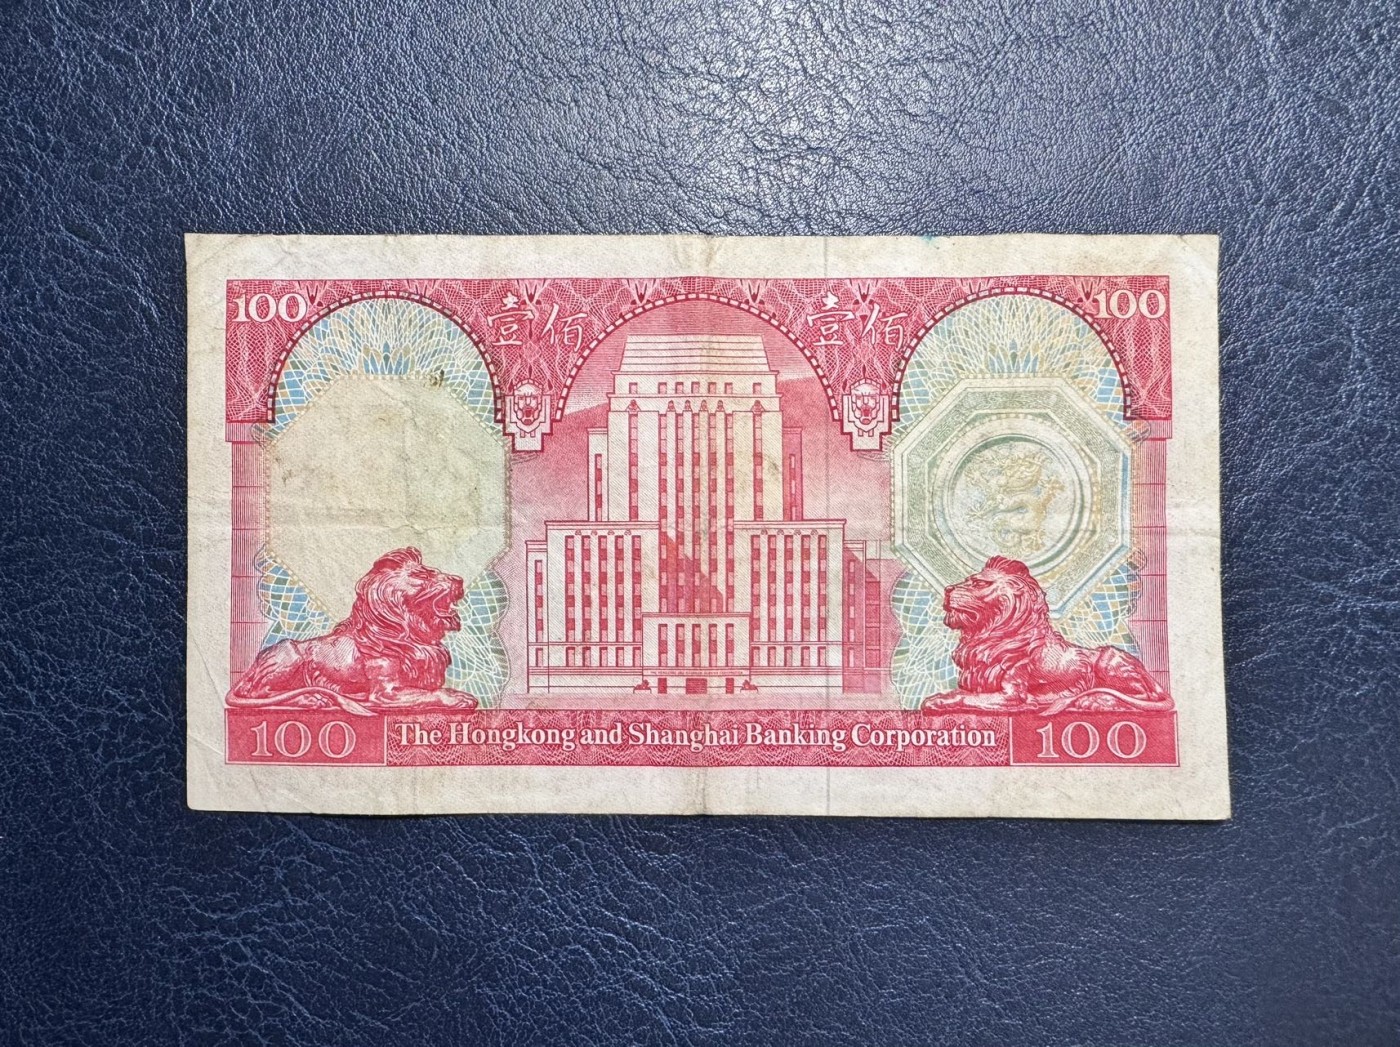 100 壹佰 壹佰 100
100 The Hongkong and Shanghai Banking Corporation 100